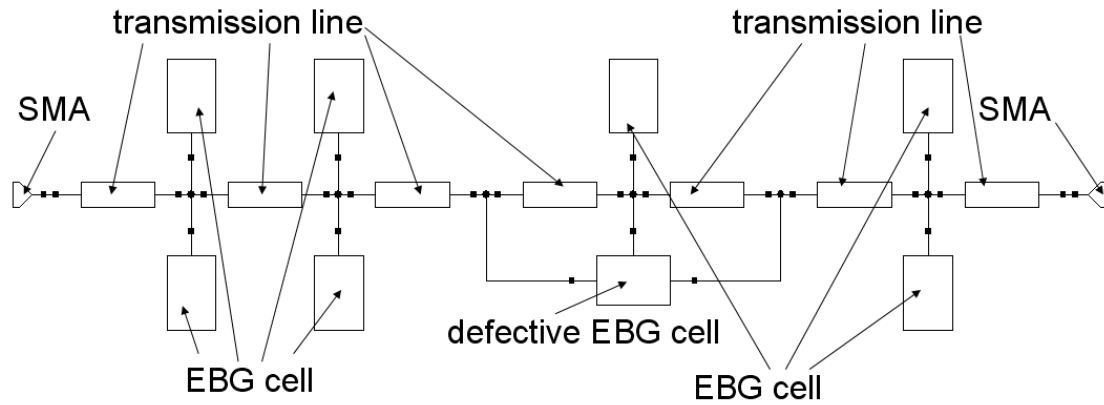 transmission line
transmission line
SMA
SMA
defective EBG cell
EBG cell
EBG cell